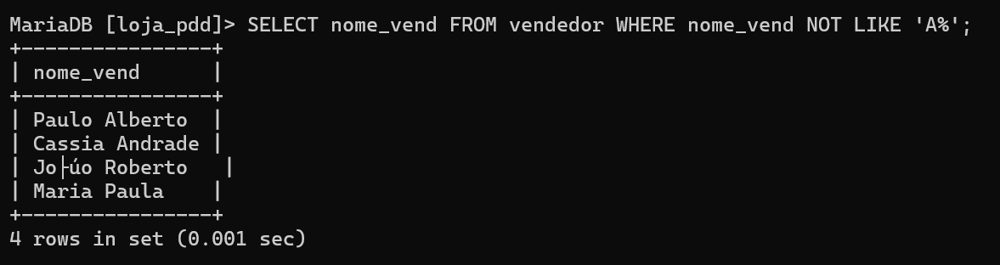 MariaDB [loja_pdd]> SELECT nome_vend FROM vendedor WHERE nome_vend NOT LIKE 'A%';
+----------------+
| nome_vend      |
+----------------+
| Paulo Alberto  |
| Cassia Andrade |
| Jo├úo Roberto   |
| Maria Paula    |
+----------------+
4 rows in set (0.001 sec)